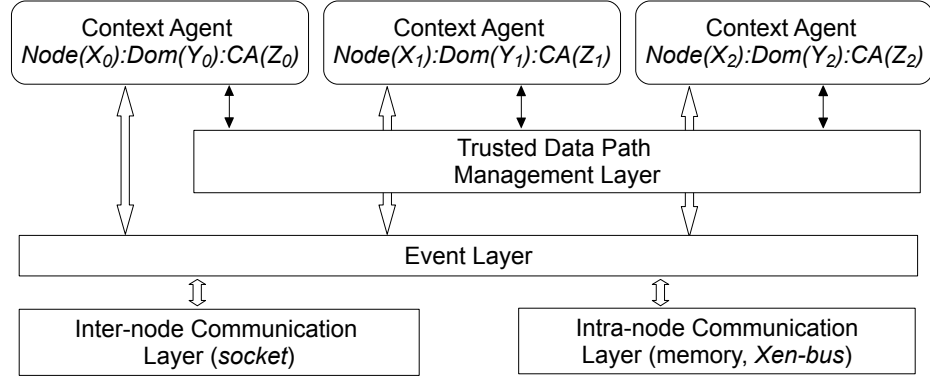 Context Agent
Node(X₀):Dom(Y₀):CA(Z₀)
Context Agent
Node(X₁):Dom(Y₁):CA(Z₁)
Context Agent
Node(X₂):Dom(Y₂):CA(Z₂)
Trusted Data Path
Management Layer
Event Layer
Inter-node Communication
Layer (socket)
Intra-node Communication
Layer (memory, Xen-bus)